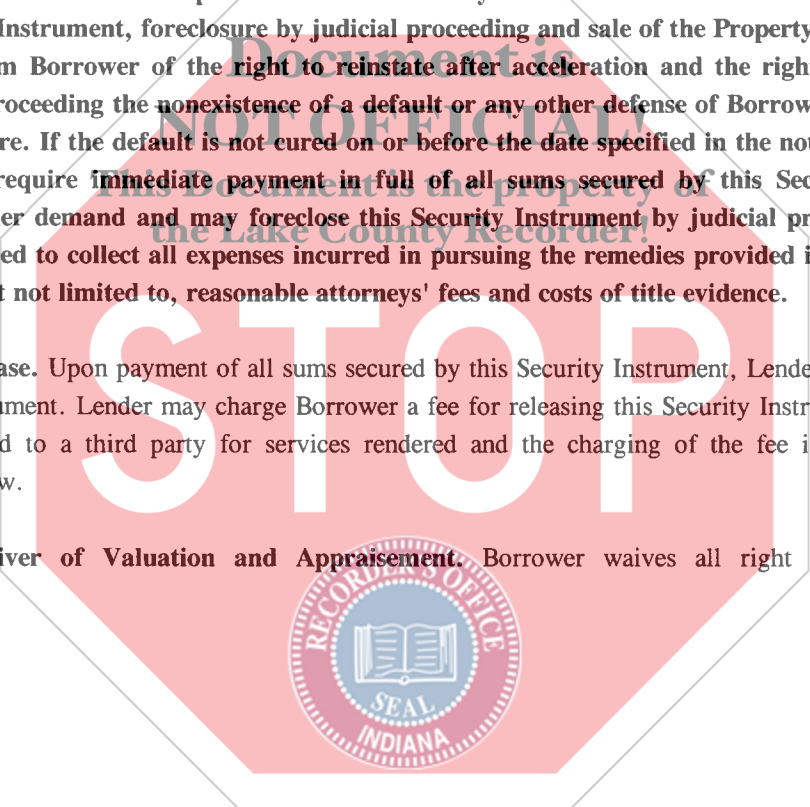 Instrument, foreclosure by judicial proceeding and sale of the Property
Document is
m Borrower of the right to reinstate after acceleration and the righ
roceeding the nonexistence of a default or any other defense of Borrow
NOT OFFICIAL!
re. If the default is not cured on or before the date specified in the no
require immediate payment in full of all sums secured by this Sec
This Document is the property of
er demand and may foreclose this Security Instrument by judicial pr
the Lake County Recorder!
ed to collect all expenses incurred in pursuing the remedies provided i
t not limited to, reasonable attorneys' fees and costs of title evidence.
STOP
ase. Upon payment of all sums secured by this Security Instrument, Lende
ument. Lender may charge Borrower a fee for releasing this Security Instr
d to a third party for services rendered and the charging of the fee i
w.
iver of Valuation and Appraisement. Borrower waives all right
RECORDER'S OFFICE
SEAL
INDIANA